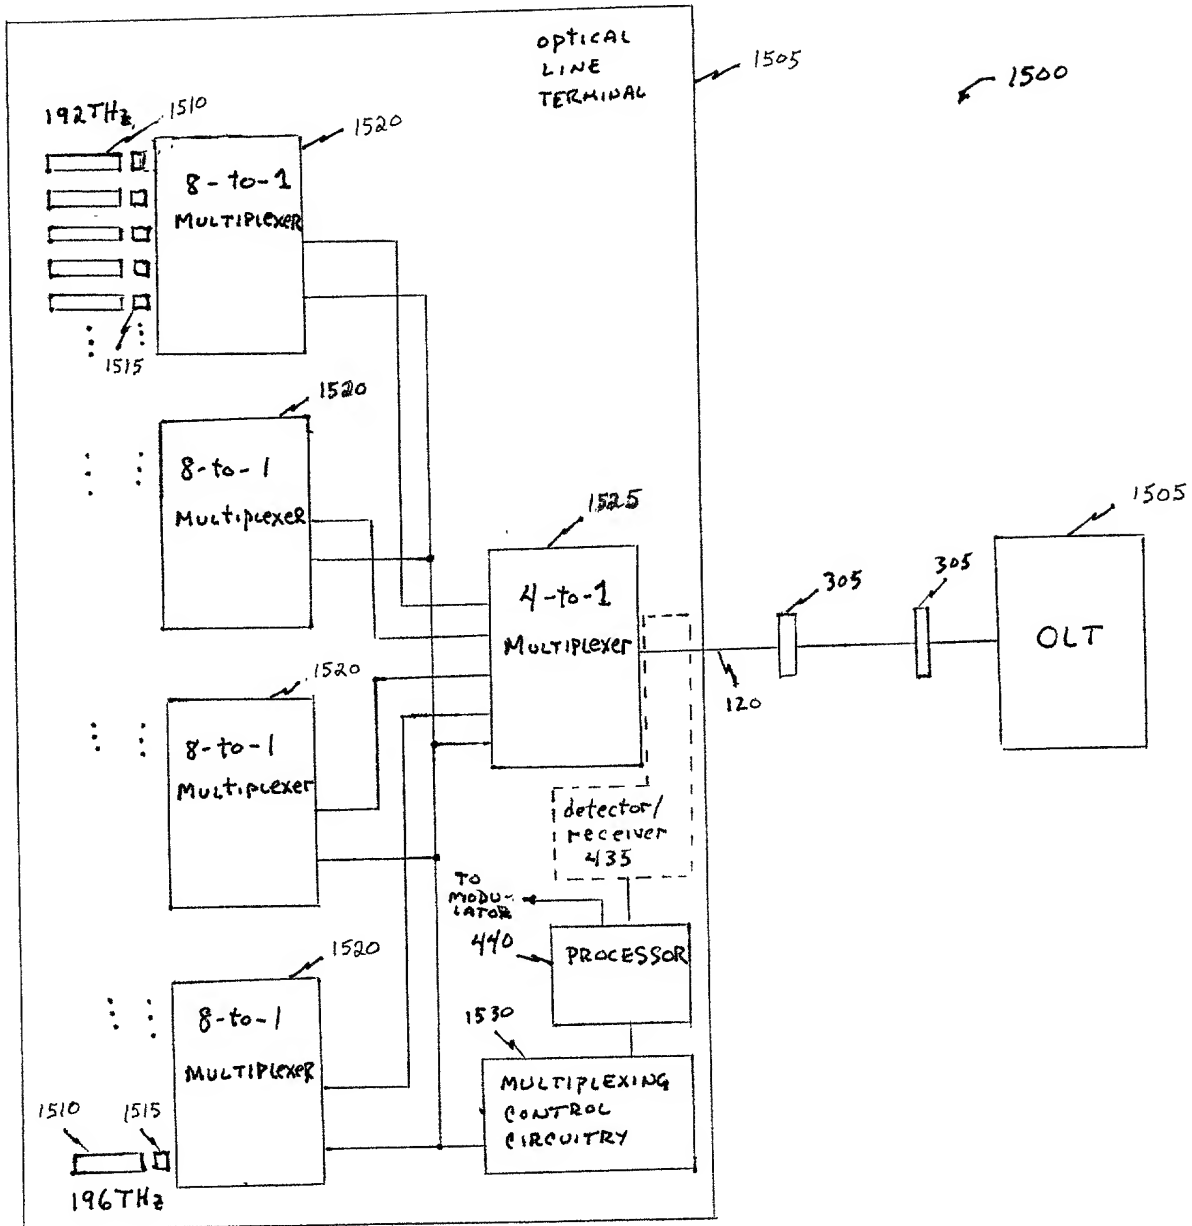 OPTICAL
LINE
TERMINAL
1505
1500
192THz
1510
1520
8-to-1
MULTIPLEXER
1515
1520
8-to-1
MULTIPLEXER
1525
4-to-1
MULTIPLEXER
305
305
1505
OLT
120
1520
8-to-1
MULTIPLEXER
detector/
receiver
435
TO
MODU-
LATOR
440
PROCESSOR
1520
8-to-1
MULTIPLEXER
1530
MULTIPLEXING
CONTROL
CIRCUITRY
1510
1515
196THz